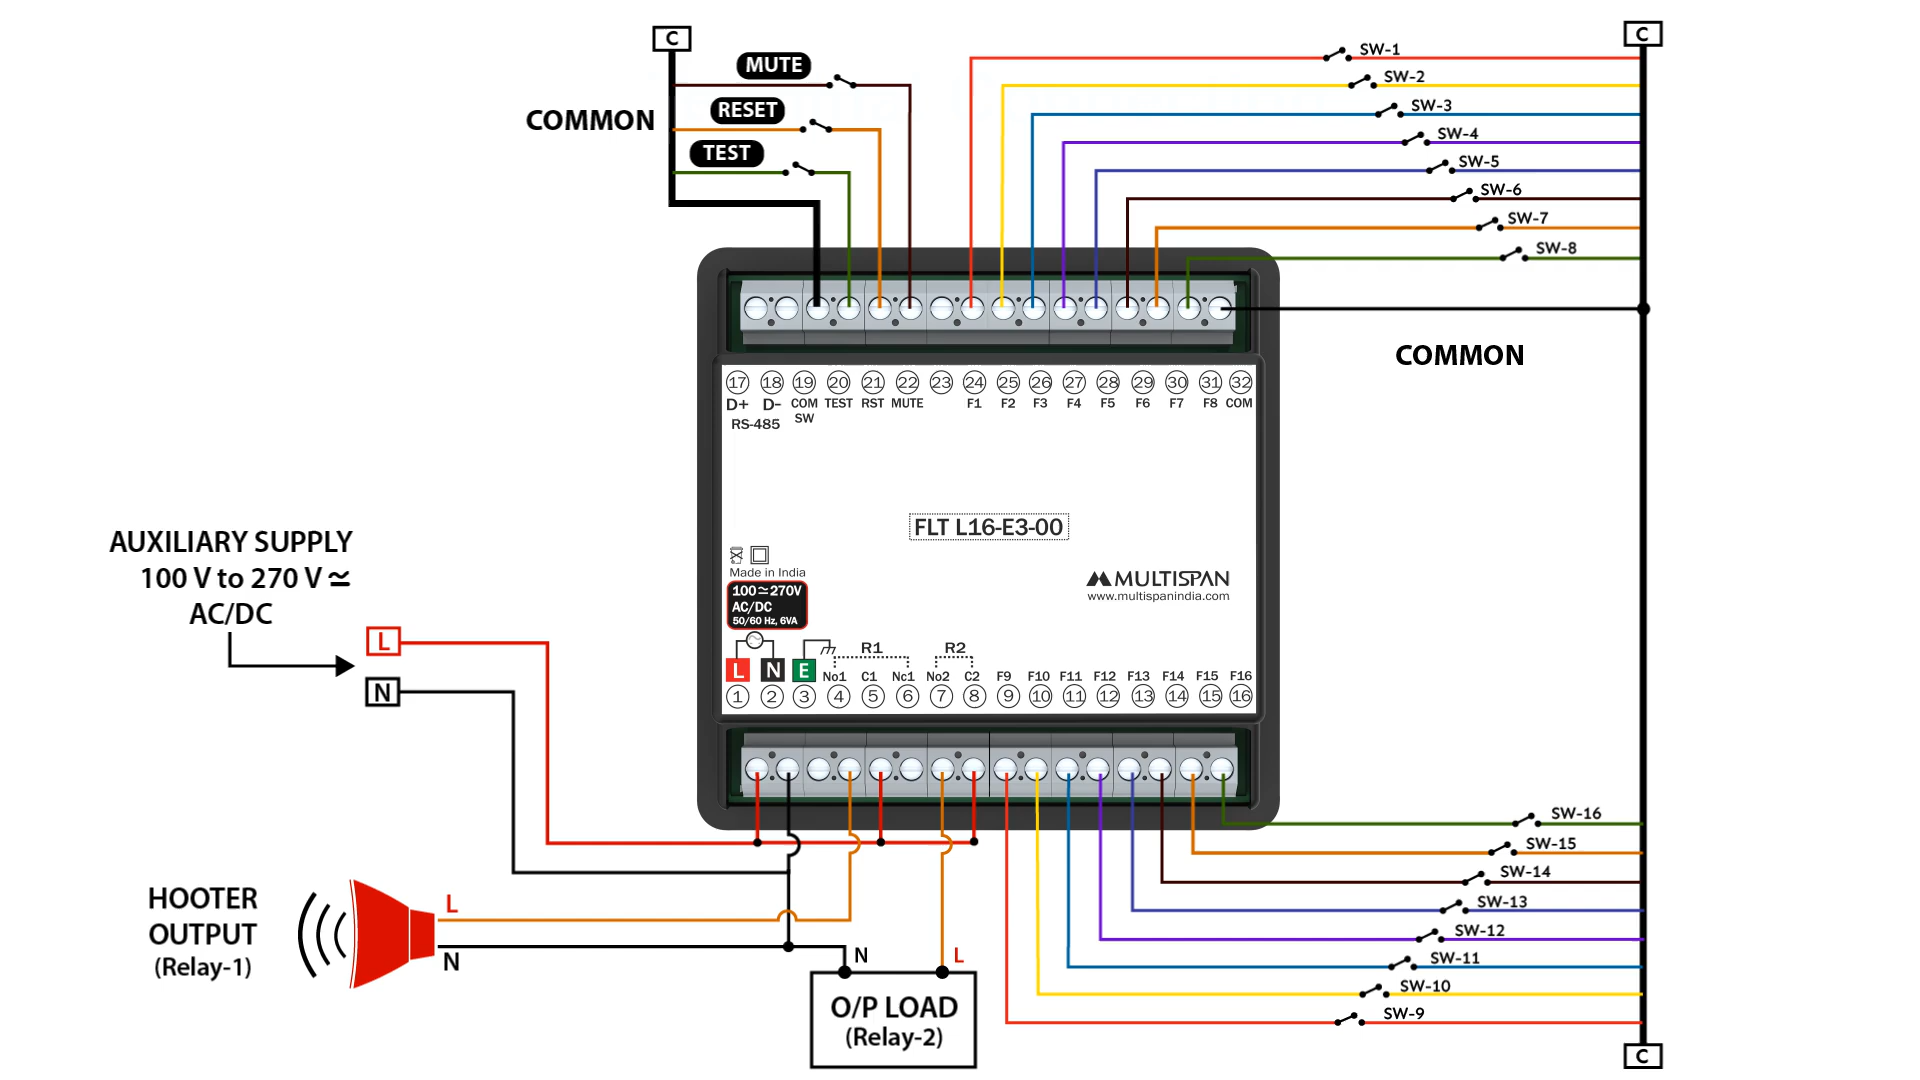 C
C
MUTE
SW-1
SW-2
RESET
SW-3
COMMON
SW-4
TEST
SW-5
SW-6
SW-7
SW-8
COMMON
17 18 19 20 21 22 23 24 25 26 27 28 29 30 31 32
D+ D- COM TEST RST MUTE F1 F2 F3 F4 F5 F6 F7 F8 COM
SW
RS-485
FLT L16-E3-00
AUXILIARY SUPPLY
100 V to 270 V ≃
AC/DC
Made in India
MULTISPAN
www.multispanindia.com
100≃270V
AC/DC
50/60 Hz, 6VA
L
N
R1 R2
L N E No1 C1 Nc1 No2 C2 F9 F10 F11 F12 F13 F14 F15 F16
1 2 3 4 5 6 7 8 9 10 11 12 13 14 15 16
SW-16
SW-15
SW-14
SW-13
SW-12
SW-11
SW-10
SW-9
HOOTER
OUTPUT
(Relay-1)
L
N
N
L
O/P LOAD
(Relay-2)
C